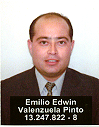 Emilio Edwin
Valenzuela Pinto
13.247.822 - 8